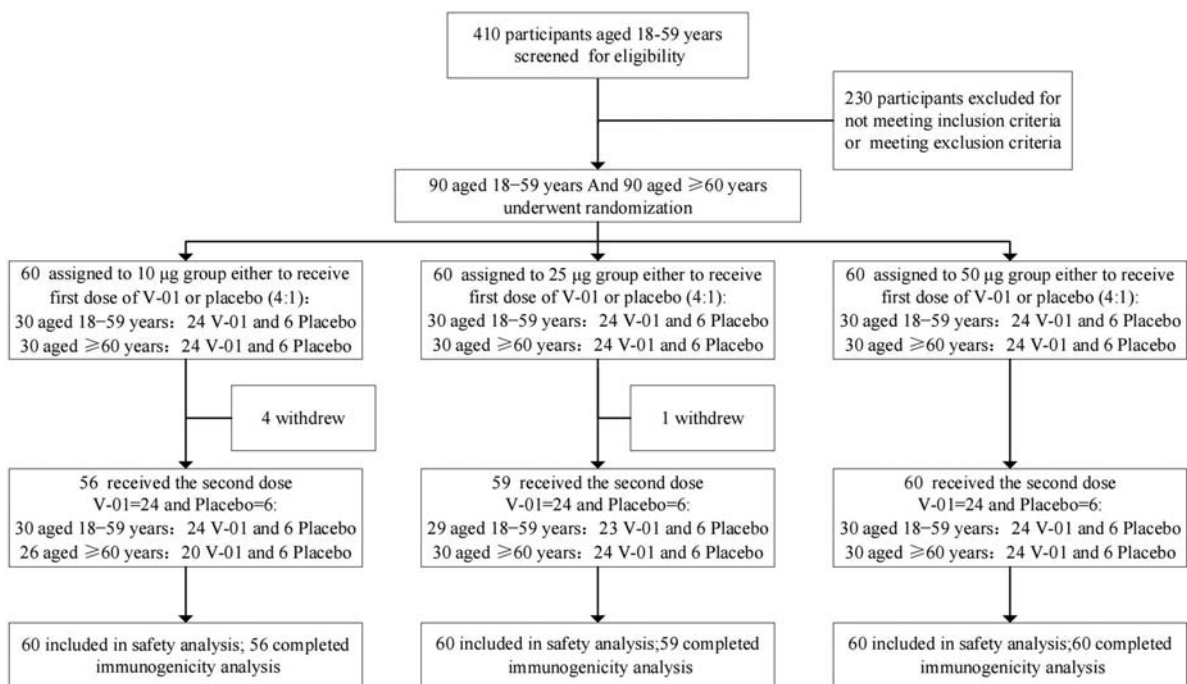 410 participants aged 18-59 years
screened for eligibility
230 participants excluded for
not meeting inclusion criteria
or meeting exclusion criteria
90 aged 18−59 years And 90 aged ≥60 years
underwent randomization
60 assigned to 10 μg group either to receive
first dose of V-01 or placebo (4:1):
30 aged 18−59 years: 24 V-01 and 6 Placebo
30 aged ≥60 years: 24 V-01 and 6 Placebo
60 assigned to 25 μg group either to receive
first dose of V-01 or placebo (4:1):
30 aged 18−59 years: 24 V-01 and 6 Placebo
30 aged ≥60 years: 24 V-01 and 6 Placebo
60 assigned to 50 μg group either to receive
first dose of V-01 or placebo (4:1):
30 aged 18−59 years: 24 V-01 and 6 Placebo
30 aged ≥60 years: 24 V-01 and 6 Placebo
4 withdrew
1 withdrew
56 received the second dose
V-01=24 and Placebo=6:
30 aged 18−59 years: 24 V-01 and 6 Placebo
26 aged ≥60 years: 20 V-01 and 6 Placebo
59 received the second dose
V-01=24 and Placebo=6:
29 aged 18−59 years: 23 V-01 and 6 Placebo
30 aged ≥60 years: 24 V-01 and 6 Placebo
60 received the second dose
V-01=24 and Placebo=6:
30 aged 18−59 years: 24 V-01 and 6 Placebo
30 aged ≥60 years: 24 V-01 and 6 Placebo
60 included in safety analysis; 56 completed
immunogenicity analysis
60 included in safety analysis;59 completed
immunogenicity analysis
60 included in safety analysis;60 completed
immunogenicity analysis